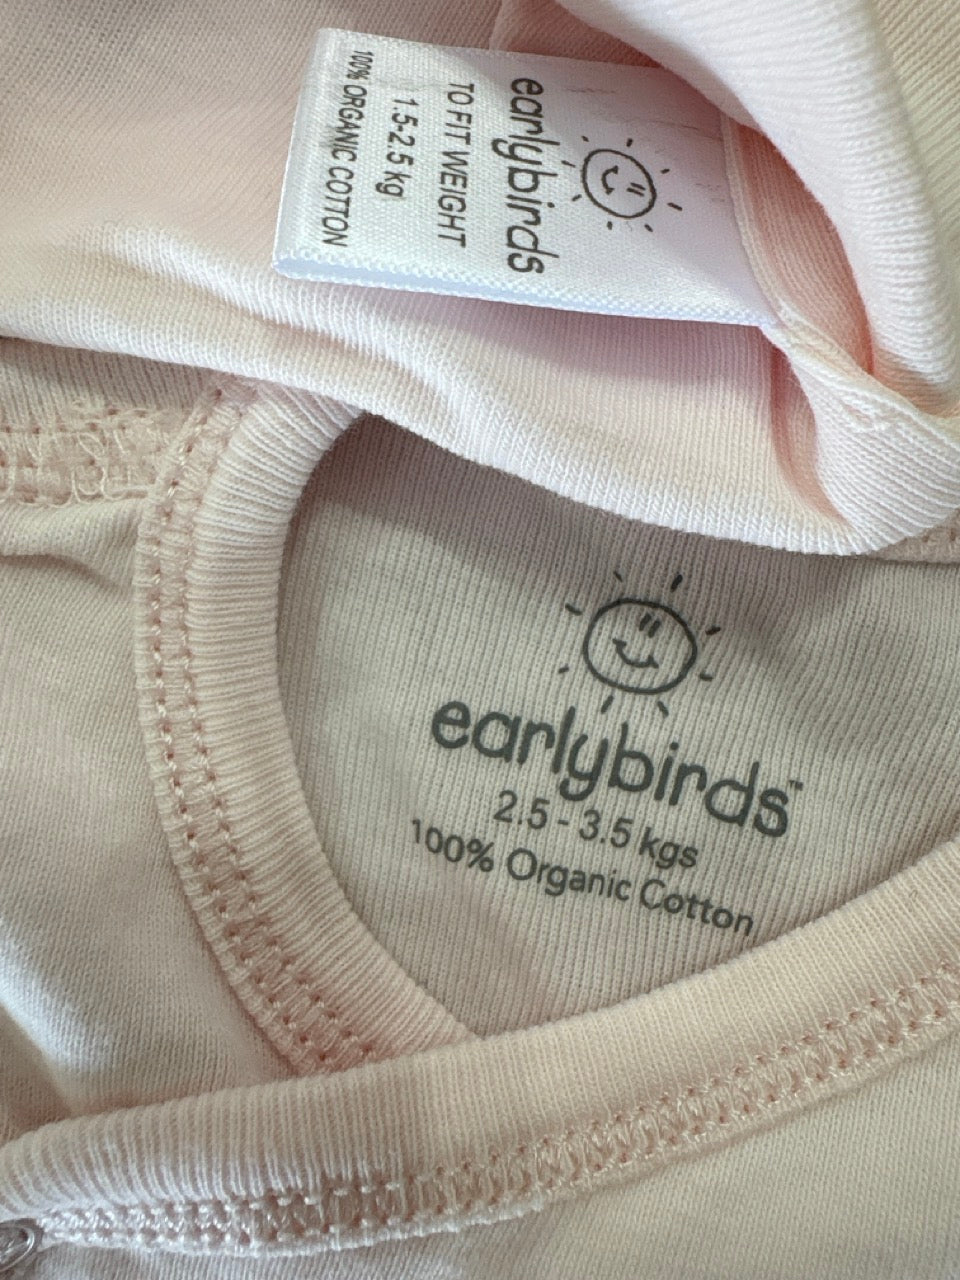 earlybirds
TO FIT WEIGHT
1.5-2.5 kg
100% ORGANIC COTTON
earlybirds™
2.5 - 3.5 kgs
100% Organic Cotton